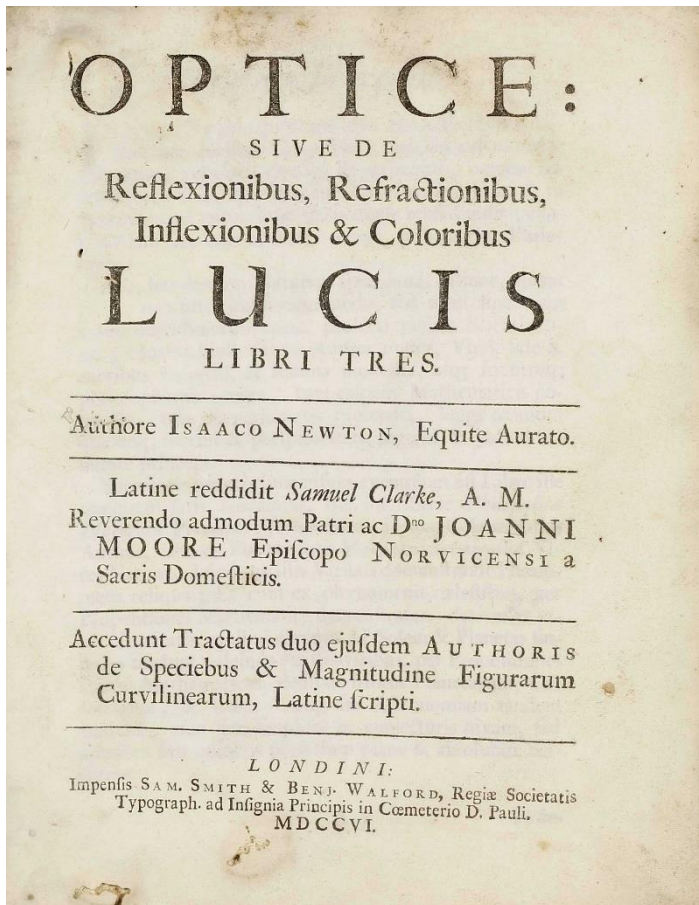 OPTICE:
SIVE DE
Reflexionibus, Refractionibus,
Inflexionibus & Coloribus
LUCIS
LIBRI TRES.
Authore ISAACO NEWTON, Equite Aurato.
Latine reddidit Samuel Clarke, A. M.
Reverendo admodum Patri ac Dno JOANNI
MOORE Epiſcopo NORVICENSI a
Sacris Domeſticis.
Accedunt Tractatus duo ejuſdem AUTHORIS
de Speciebus & Magnitudine Figurarum
Curvilinearum, Latine ſcripti.
LONDINI:
Impenſis SAM. SMITH & BENJ. WALFORD, Regiæ Societatis
Typograph. ad Inſignia Principis in Cœmeterio D. Pauli.
MDCCVI.